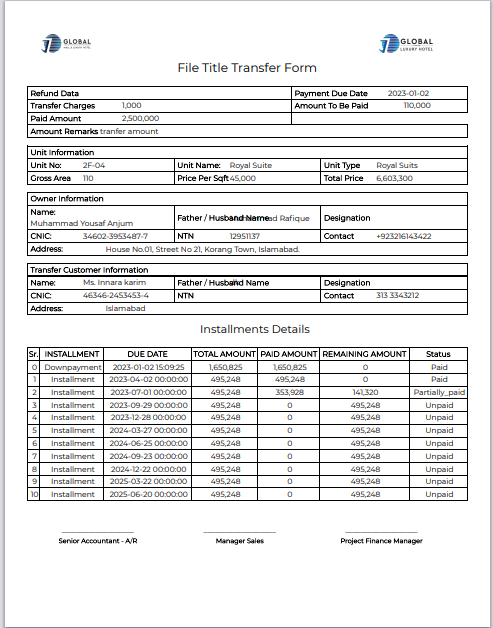 GLOBAL
GLOBAL
LUXURY HOTEL
File Title Transfer Form
Refund Data Payment Due Date 2023-01-02
Transfer Charges 1,000 Amount To Be Paid 110,000
Paid Amount 2,500,000
Amount Remarks tranfer amount
Unit Information
Unit No: 2F-04 Unit Name: Royal Suite Unit Type Royal Suits
Gross Area 110 Price Per Sqft 45,000 Total Price 6,603,300
Owner Information
Name: Father / Husband Name Rafique Designation
Muhammad Yousaf Anjum
CNIC: 34602-3953487-7 NTN 12951137 Contact +923216143422
Address: House No.01, Street No 21, Korang Town, Islamabad.
Transfer Customer Information
Name: Ms. Innara karim Father / Husband Name Designation
CNIC: 46346-2453453-4 NTN Contact 313 3343212
Address: Islamabad
Installments Details
Sr. INSTALLMENT DUE DATE TOTAL AMOUNT PAID AMOUNT REMAINING AMOUNT Status
0 Downpayment 2023-01-02 15:09:25 1,650,825 1,650,825 0 Paid
1 Installment 2023-04-02 00:00:00 495,248 495,248 0 Paid
2 Installment 2023-07-01 00:00:00 495,248 353,928 141,320 Partially_paid
3 Installment 2023-09-29 00:00:00 495,248 0 495,248 Unpaid
4 Installment 2023-12-28 00:00:00 495,248 0 495,248 Unpaid
5 Installment 2024-03-27 00:00:00 495,248 0 495,248 Unpaid
6 Installment 2024-06-25 00:00:00 495,248 0 495,248 Unpaid
7 Installment 2024-09-23 00:00:00 495,248 0 495,248 Unpaid
8 Installment 2024-12-22 00:00:00 495,248 0 495,248 Unpaid
9 Installment 2025-03-22 00:00:00 495,248 0 495,248 Unpaid
10 Installment 2025-06-20 00:00:00 495,248 0 495,248 Unpaid
Senior Accountant - A/R Manager Sales Project Finance Manager